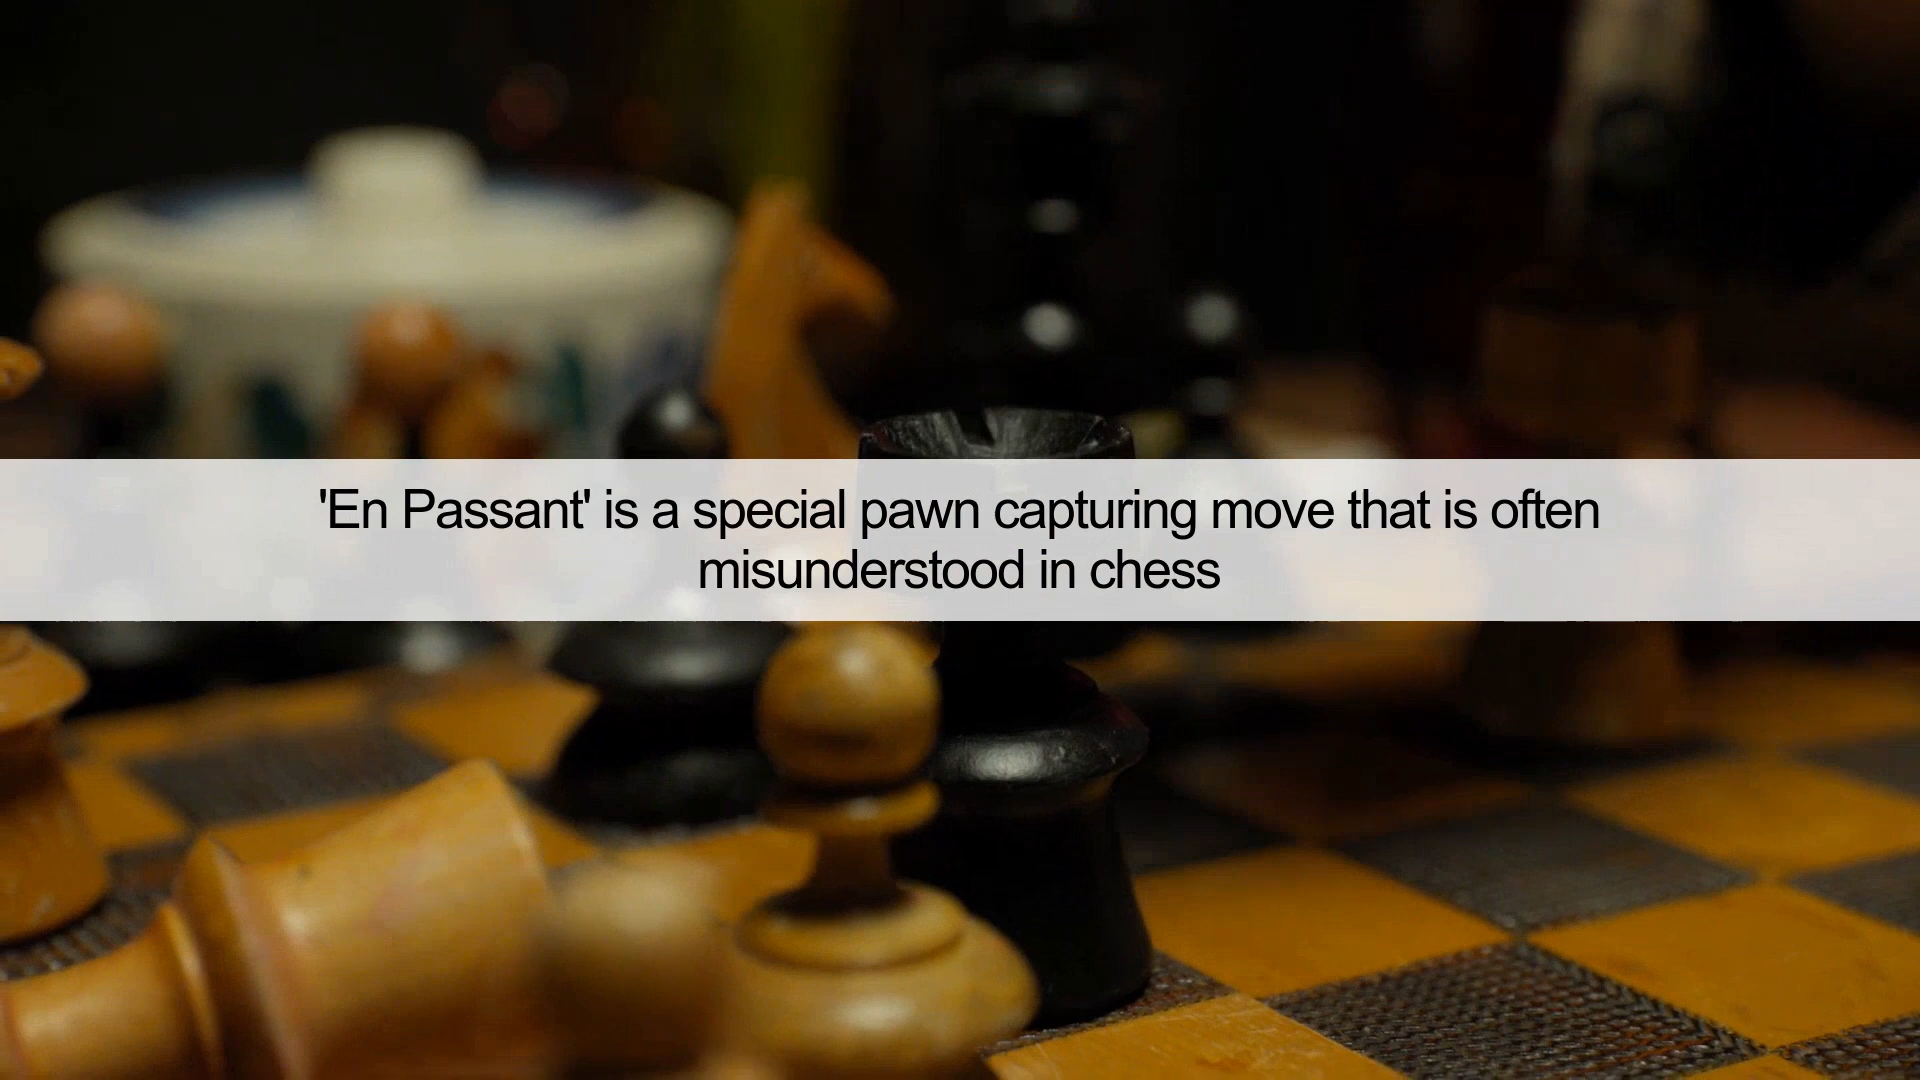 'En Passant' is a special pawn capturing move that is often
misunderstood in chess